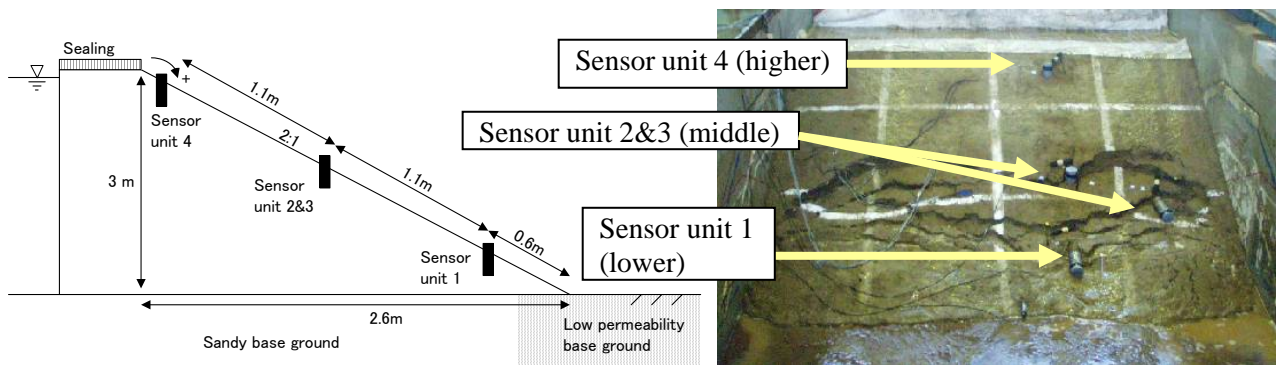 Sealing
+
1.1m
Sensor
unit 4
2:1
3 m
Sensor
unit 2&3
1.1m
Sensor
unit 1
0.6m
2.6m
Sandy base ground
Low permeability
base ground
Sensor unit 4 (higher)
Sensor unit 2&3 (middle)
Sensor unit 1
(lower)